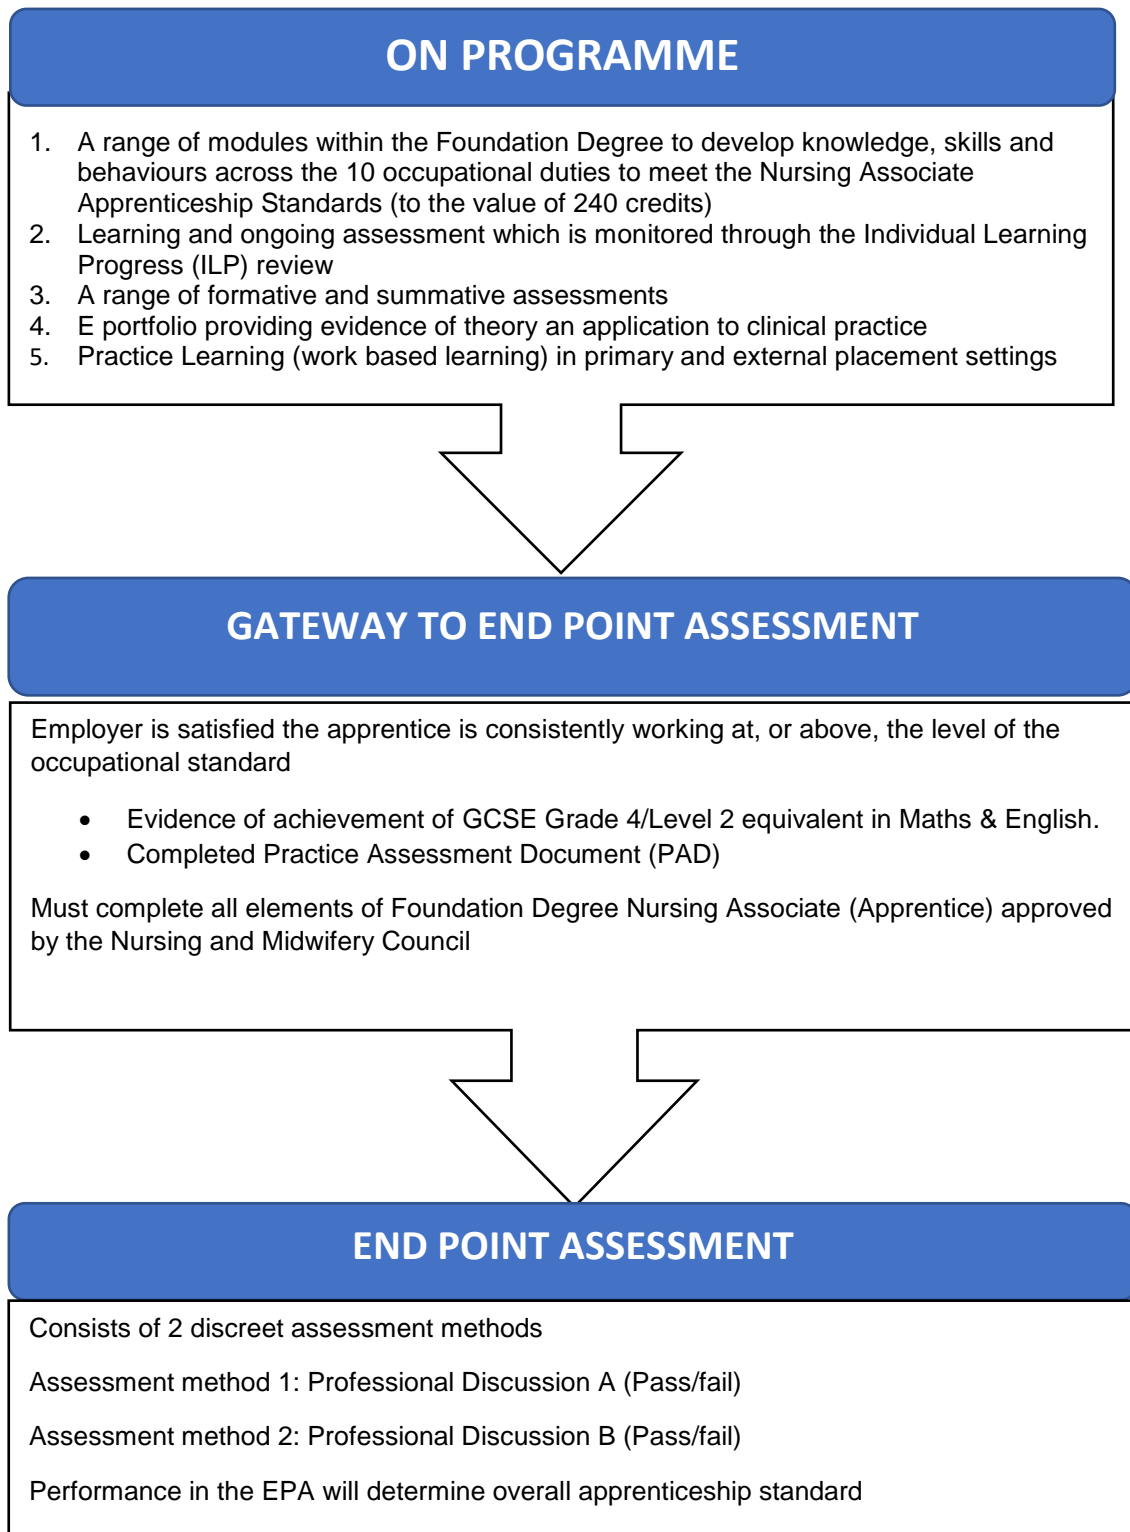 ON PROGRAMME
1. A range of modules within the Foundation Degree to develop knowledge, skills and
behaviours across the 10 occupational duties to meet the Nursing Associate
Apprenticeship Standards (to the value of 240 credits)
2. Learning and ongoing assessment which is monitored through the Individual Learning
Progress (ILP) review
3. A range of formative and summative assessments
4. E portfolio providing evidence of theory an application to clinical practice
5. Practice Learning (work based learning) in primary and external placement settings
GATEWAY TO END POINT ASSESSMENT
Employer is satisfied the apprentice is consistently working at, or above, the level of the
occupational standard
• Evidence of achievement of GCSE Grade 4/Level 2 equivalent in Maths & English.
• Completed Practice Assessment Document (PAD)
Must complete all elements of Foundation Degree Nursing Associate (Apprentice) approved
by the Nursing and Midwifery Council
END POINT ASSESSMENT
Consists of 2 discreet assessment methods
Assessment method 1: Professional Discussion A (Pass/fail)
Assessment method 2: Professional Discussion B (Pass/fail)
Performance in the EPA will determine overall apprenticeship standard